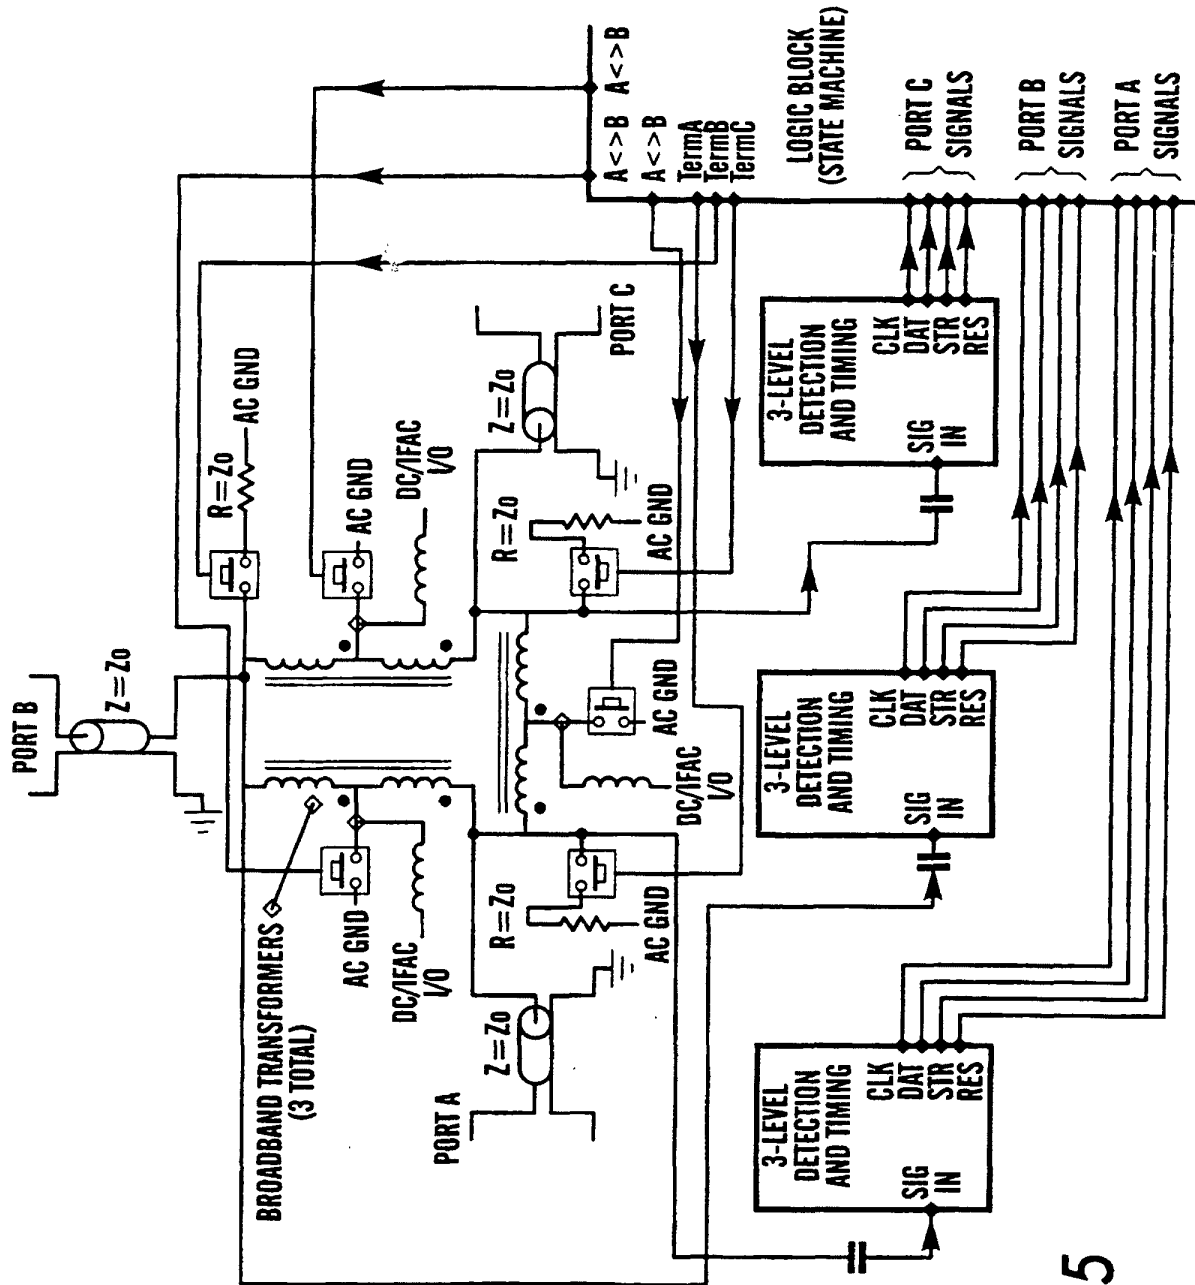 PORT B
Z=Zo
BROADBAND TRANSFORMERS
(3 TOTAL)
R=Zo
AC GND
AC GND
DC/IFAC
I/O
AC GND
DC/IFAC
I/O
PORT A
Z=Zo
R=Zo
AC GND
AC GND
DC/IFAC
I/O
R=Zo
AC GND
Z=Zo
PORT C
A<>B
A<>B
A<>B
TermA
TermB
TermC
LOGIC BLOCK
(STATE MACHINE)
PORT C
SIGNALS
PORT B
SIGNALS
PORT A
SIGNALS
3-LEVEL
DETECTION
AND TIMING
SIG
IN
CLK
DAT
STR
RES
3-LEVEL
DETECTION
AND TIMING
SIG
IN
CLK
DAT
STR
RES
3-LEVEL
DETECTION
AND TIMING
SIG
IN
CLK
DAT
STR
RES
5